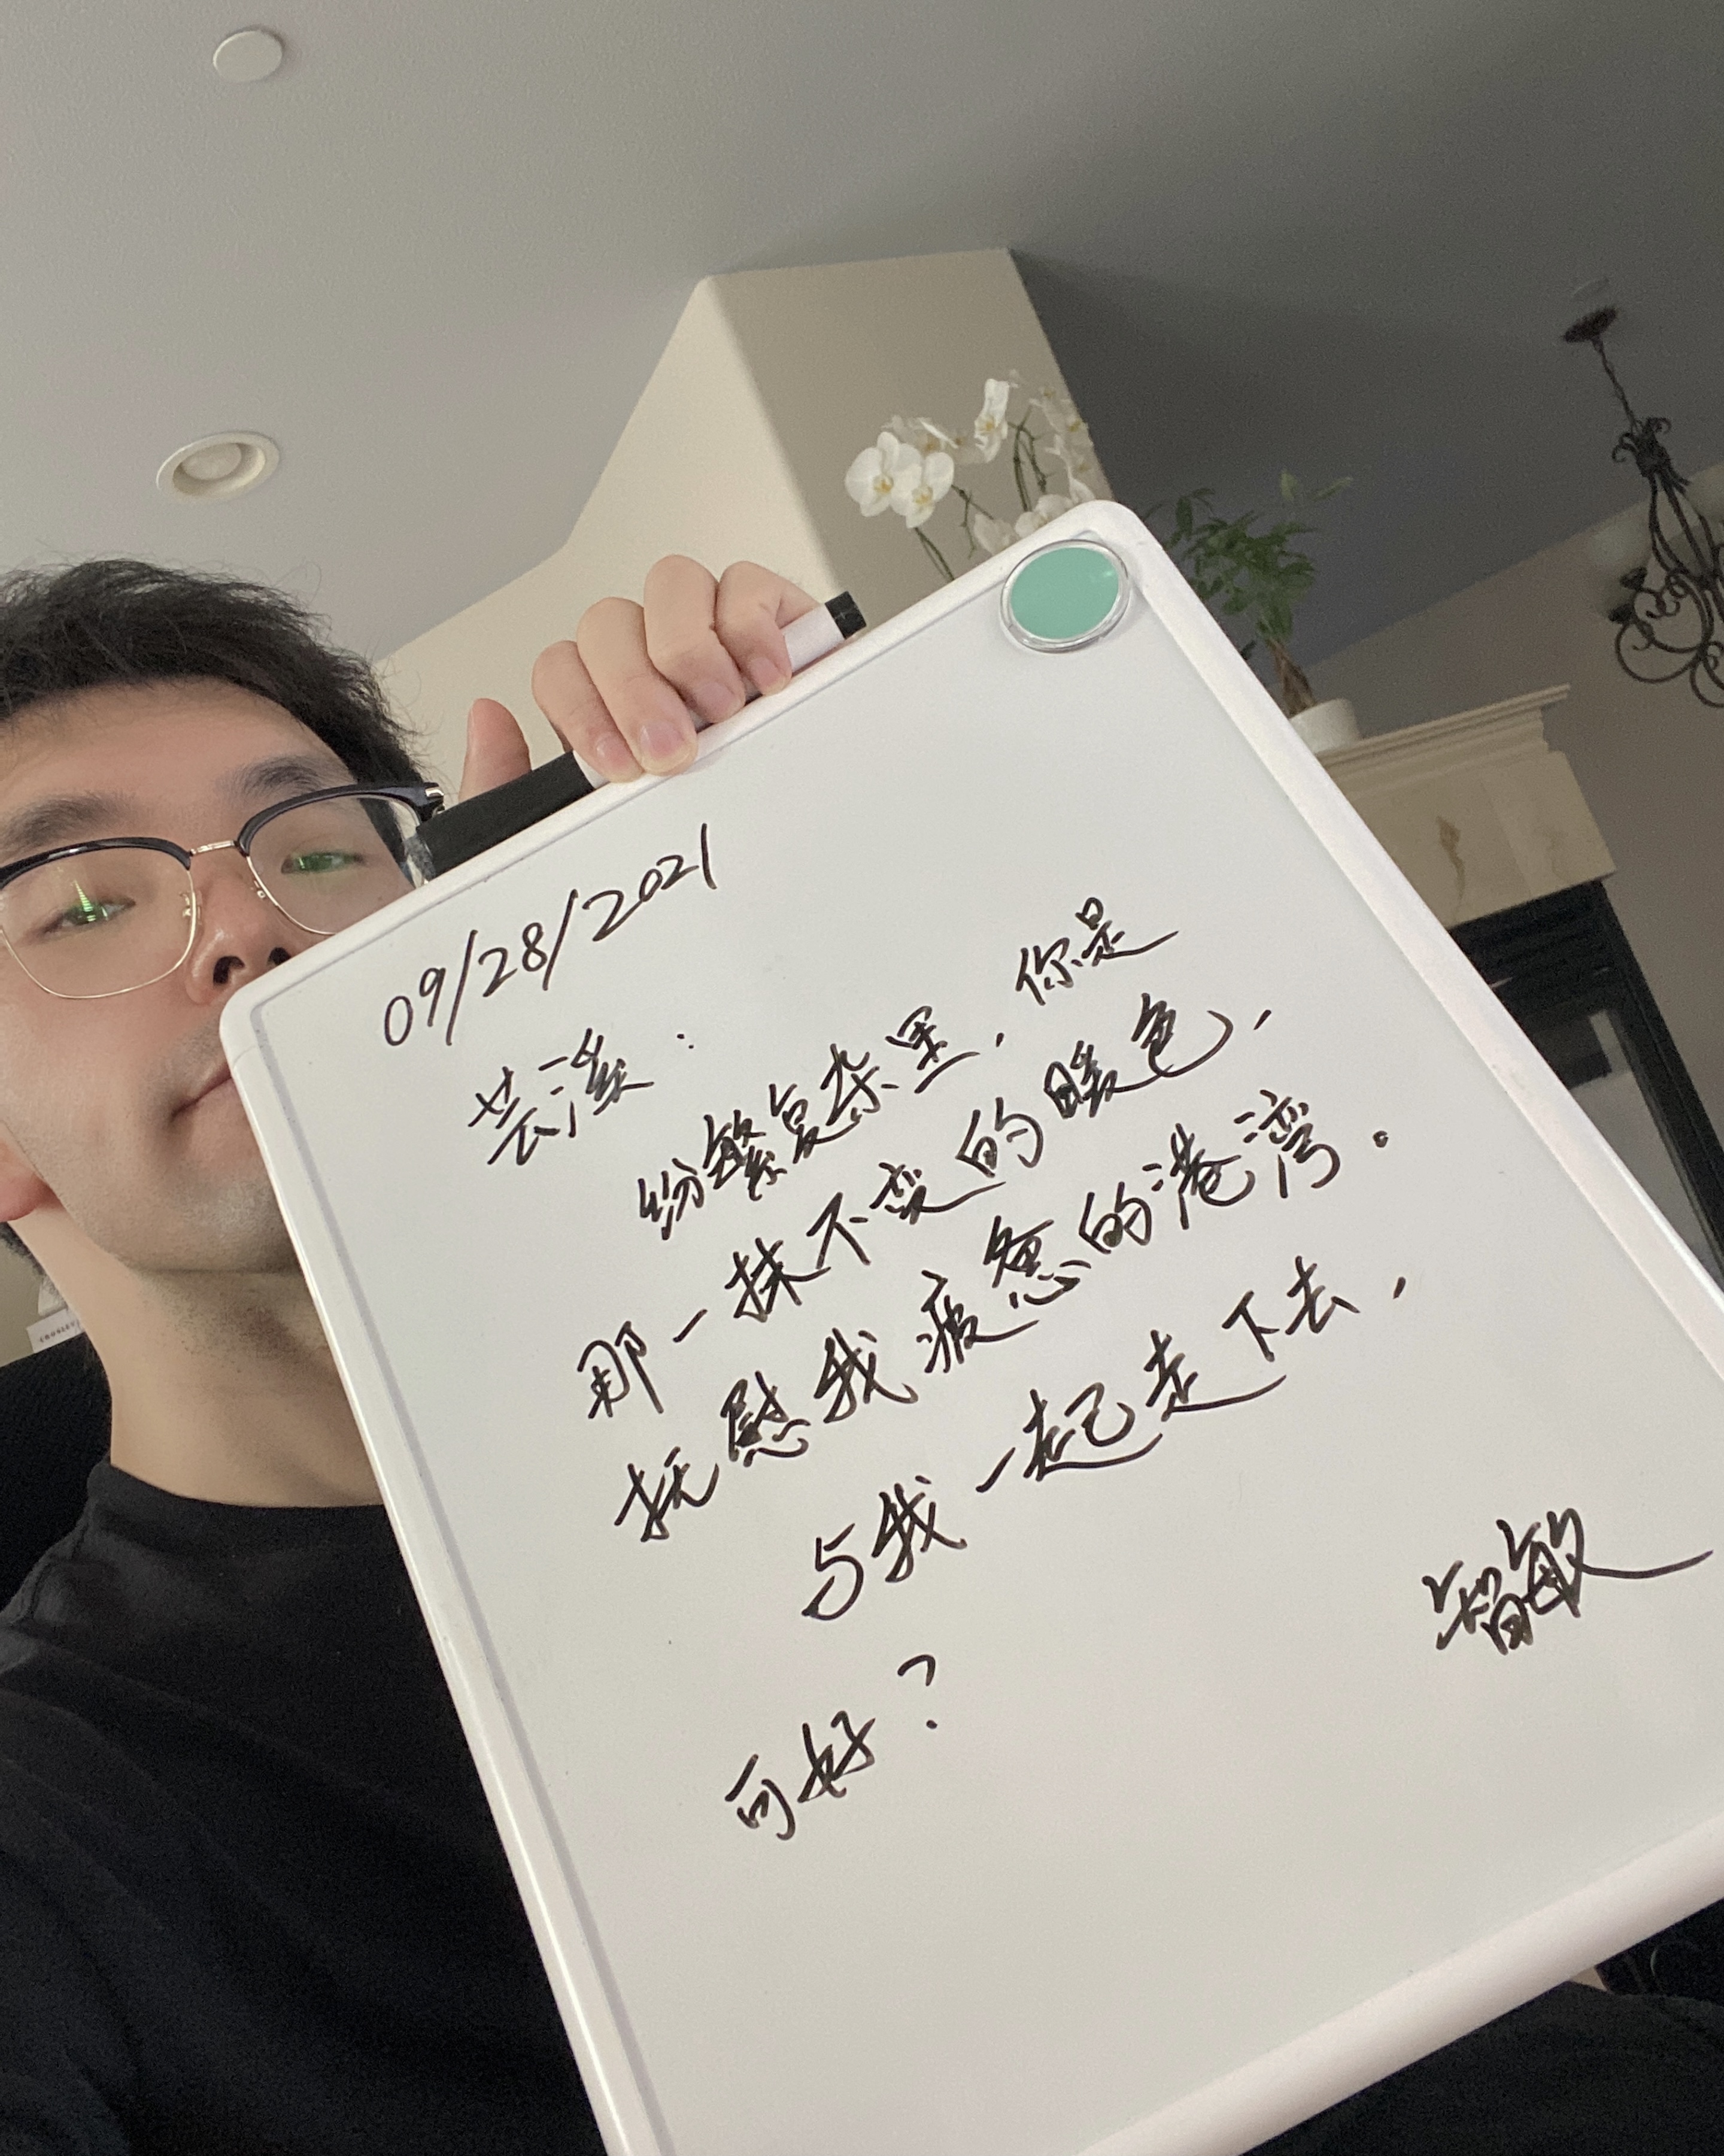 09/28/2021
芸溪：
纷繁复杂里，你是
那一抹不变的暖色，
抚慰我疲惫的港湾。
与我一起走下去，
可好？
智敏